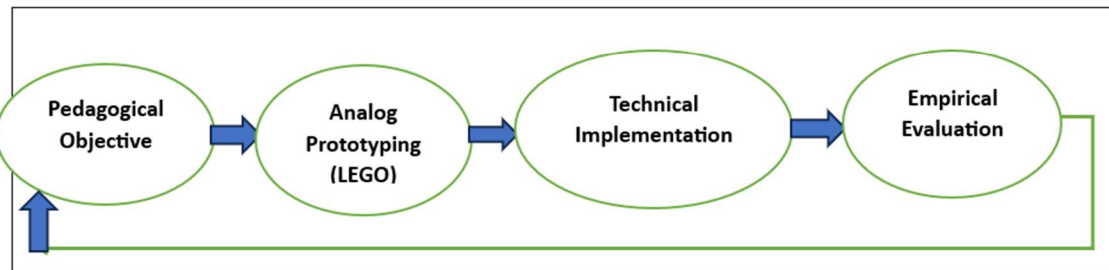 Pedagogical
Objective
Analog
Prototyping
(LEGO)
Technical
Implementation
Empirical
Evaluation